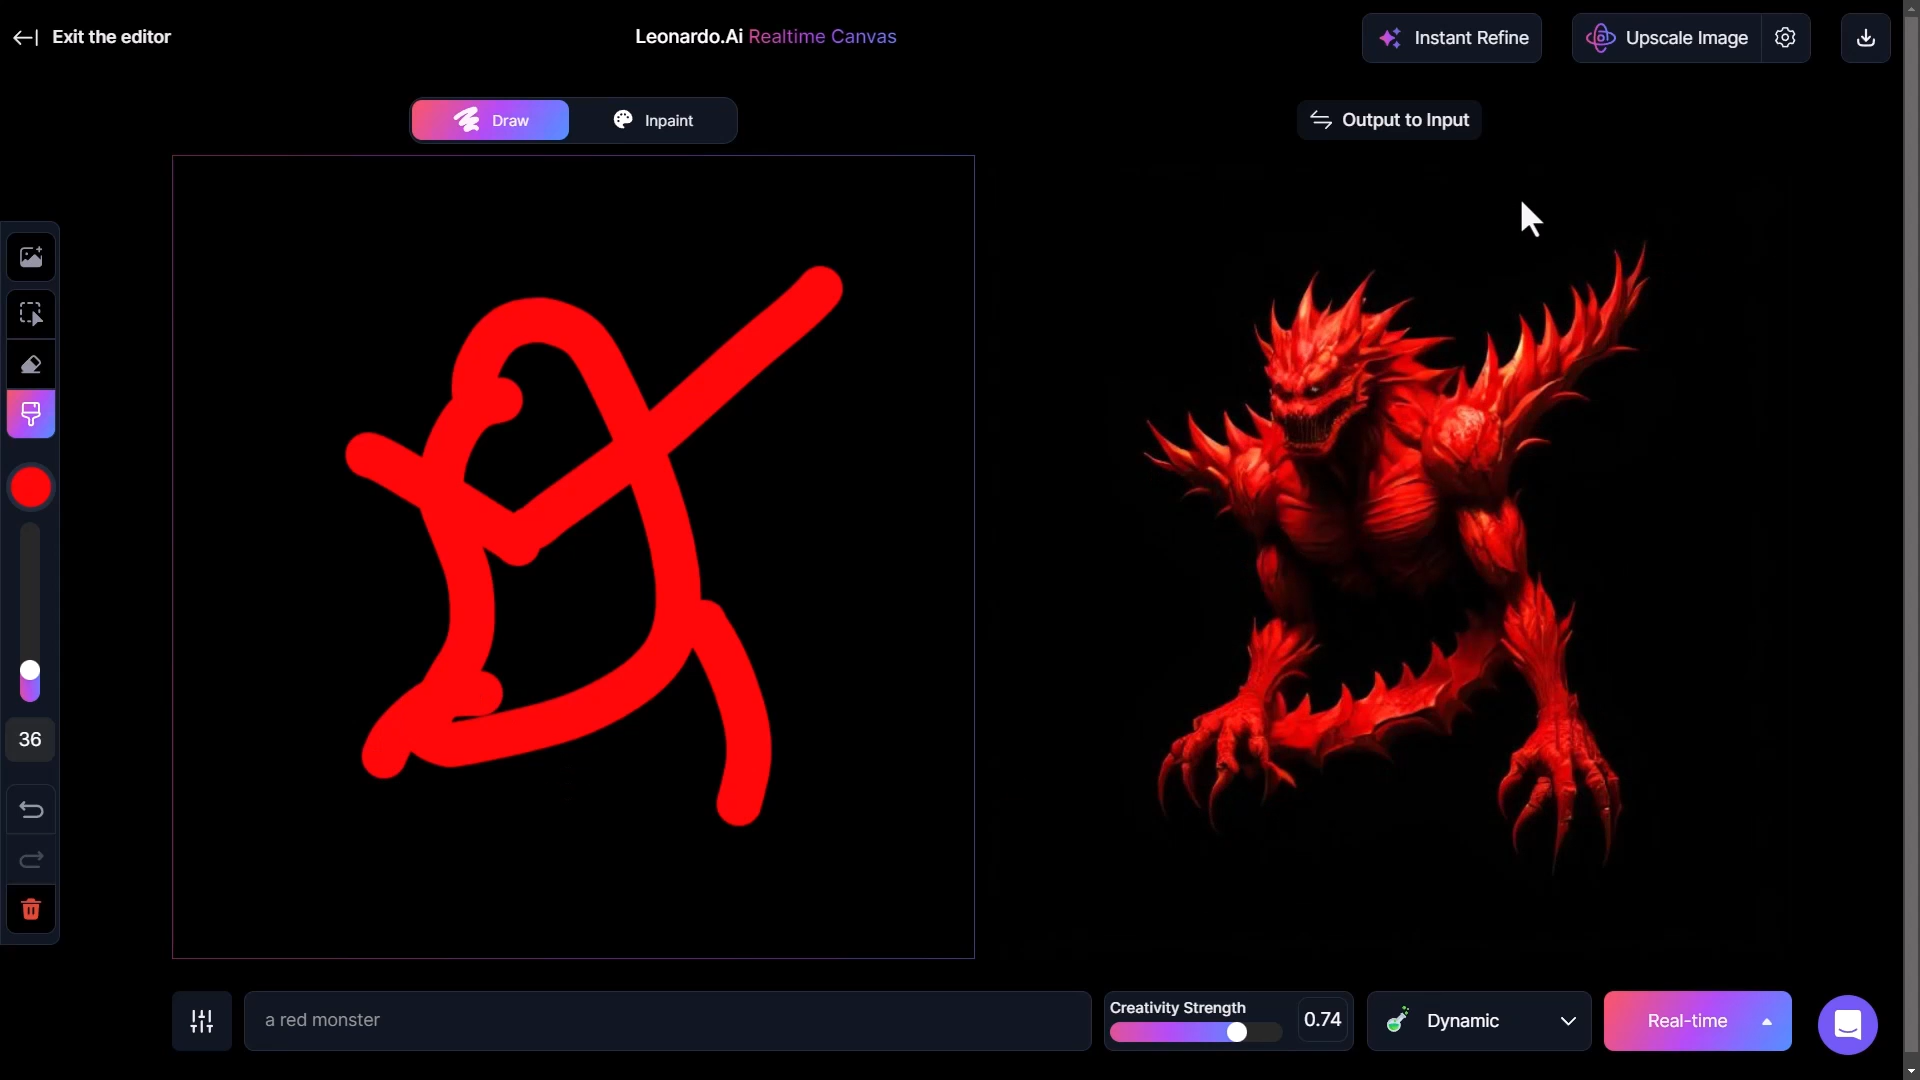 Exit the editor
Leonardo.Ai Realtime Canvas
Instant Refine
Upscale Image
Draw
Inpaint
Output to Input
36
a red monster
Creativity Strength
0.74
Dynamic
Real-time